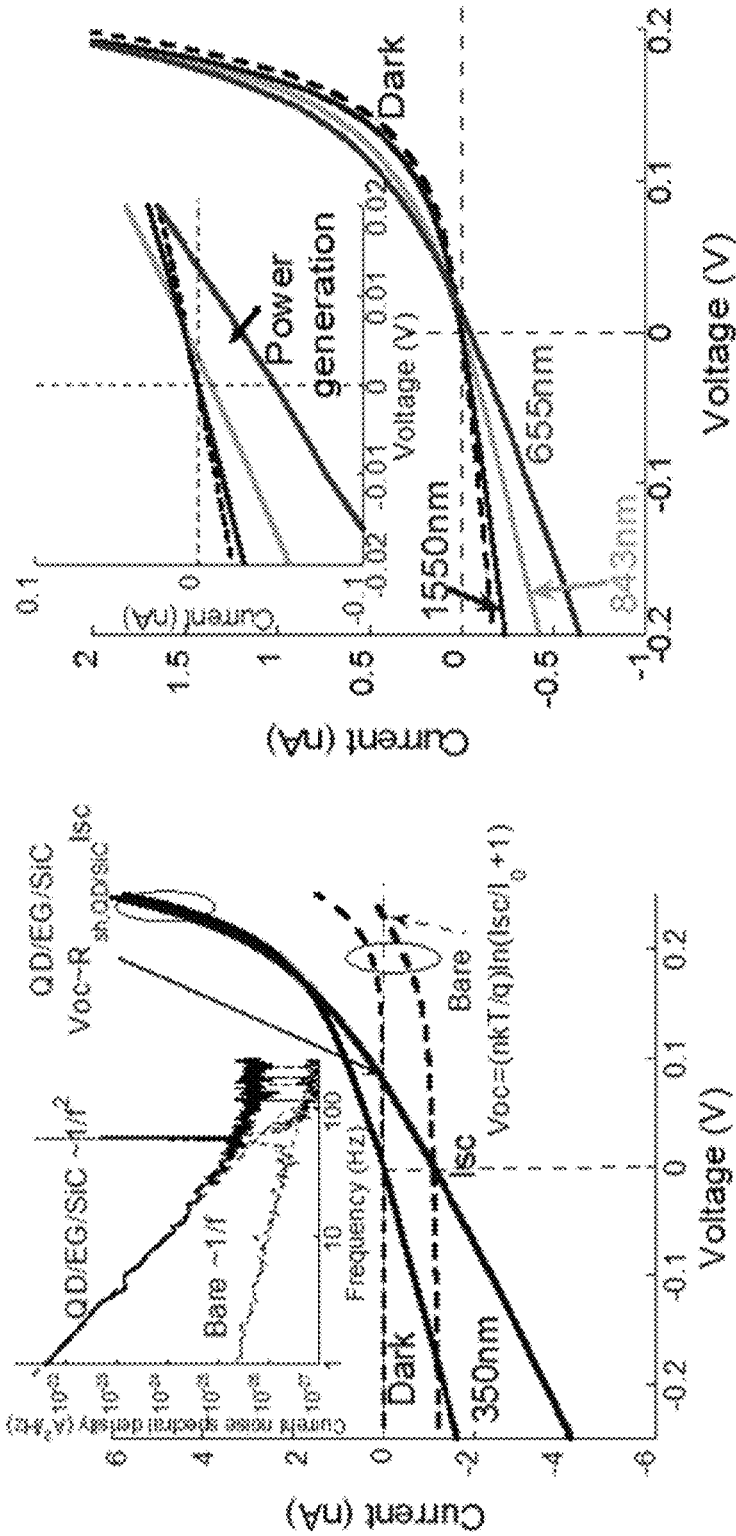 QD/EG/SiC
Voc~R
sh,QD/SiC
Isc
QD/EG/SiC ~1/f²
Bare ~1/f
1
10
100
Frequency (Hz)
Current noise spectral density (A²/Hz)
6
4
2
0
-2
-4
-6
Current (nA)
Dark
350nm
Isc
Bare
Voc=(nkT/q)ln(Isc/I₀+1)
-0.2
-0.1
0
0.1
0.2
Voltage (V)
0.1
0
-0.1
Current (nA)
-0.02
-0.01
0
0.01
0.02
Voltage (V)
Power
generation
2
1.5
1
0.5
0
-0.5
-1
Current (nA)
Dark
1550nm
843nm
655nm
-0.2
-0.1
0
0.1
0.2
Voltage (V)